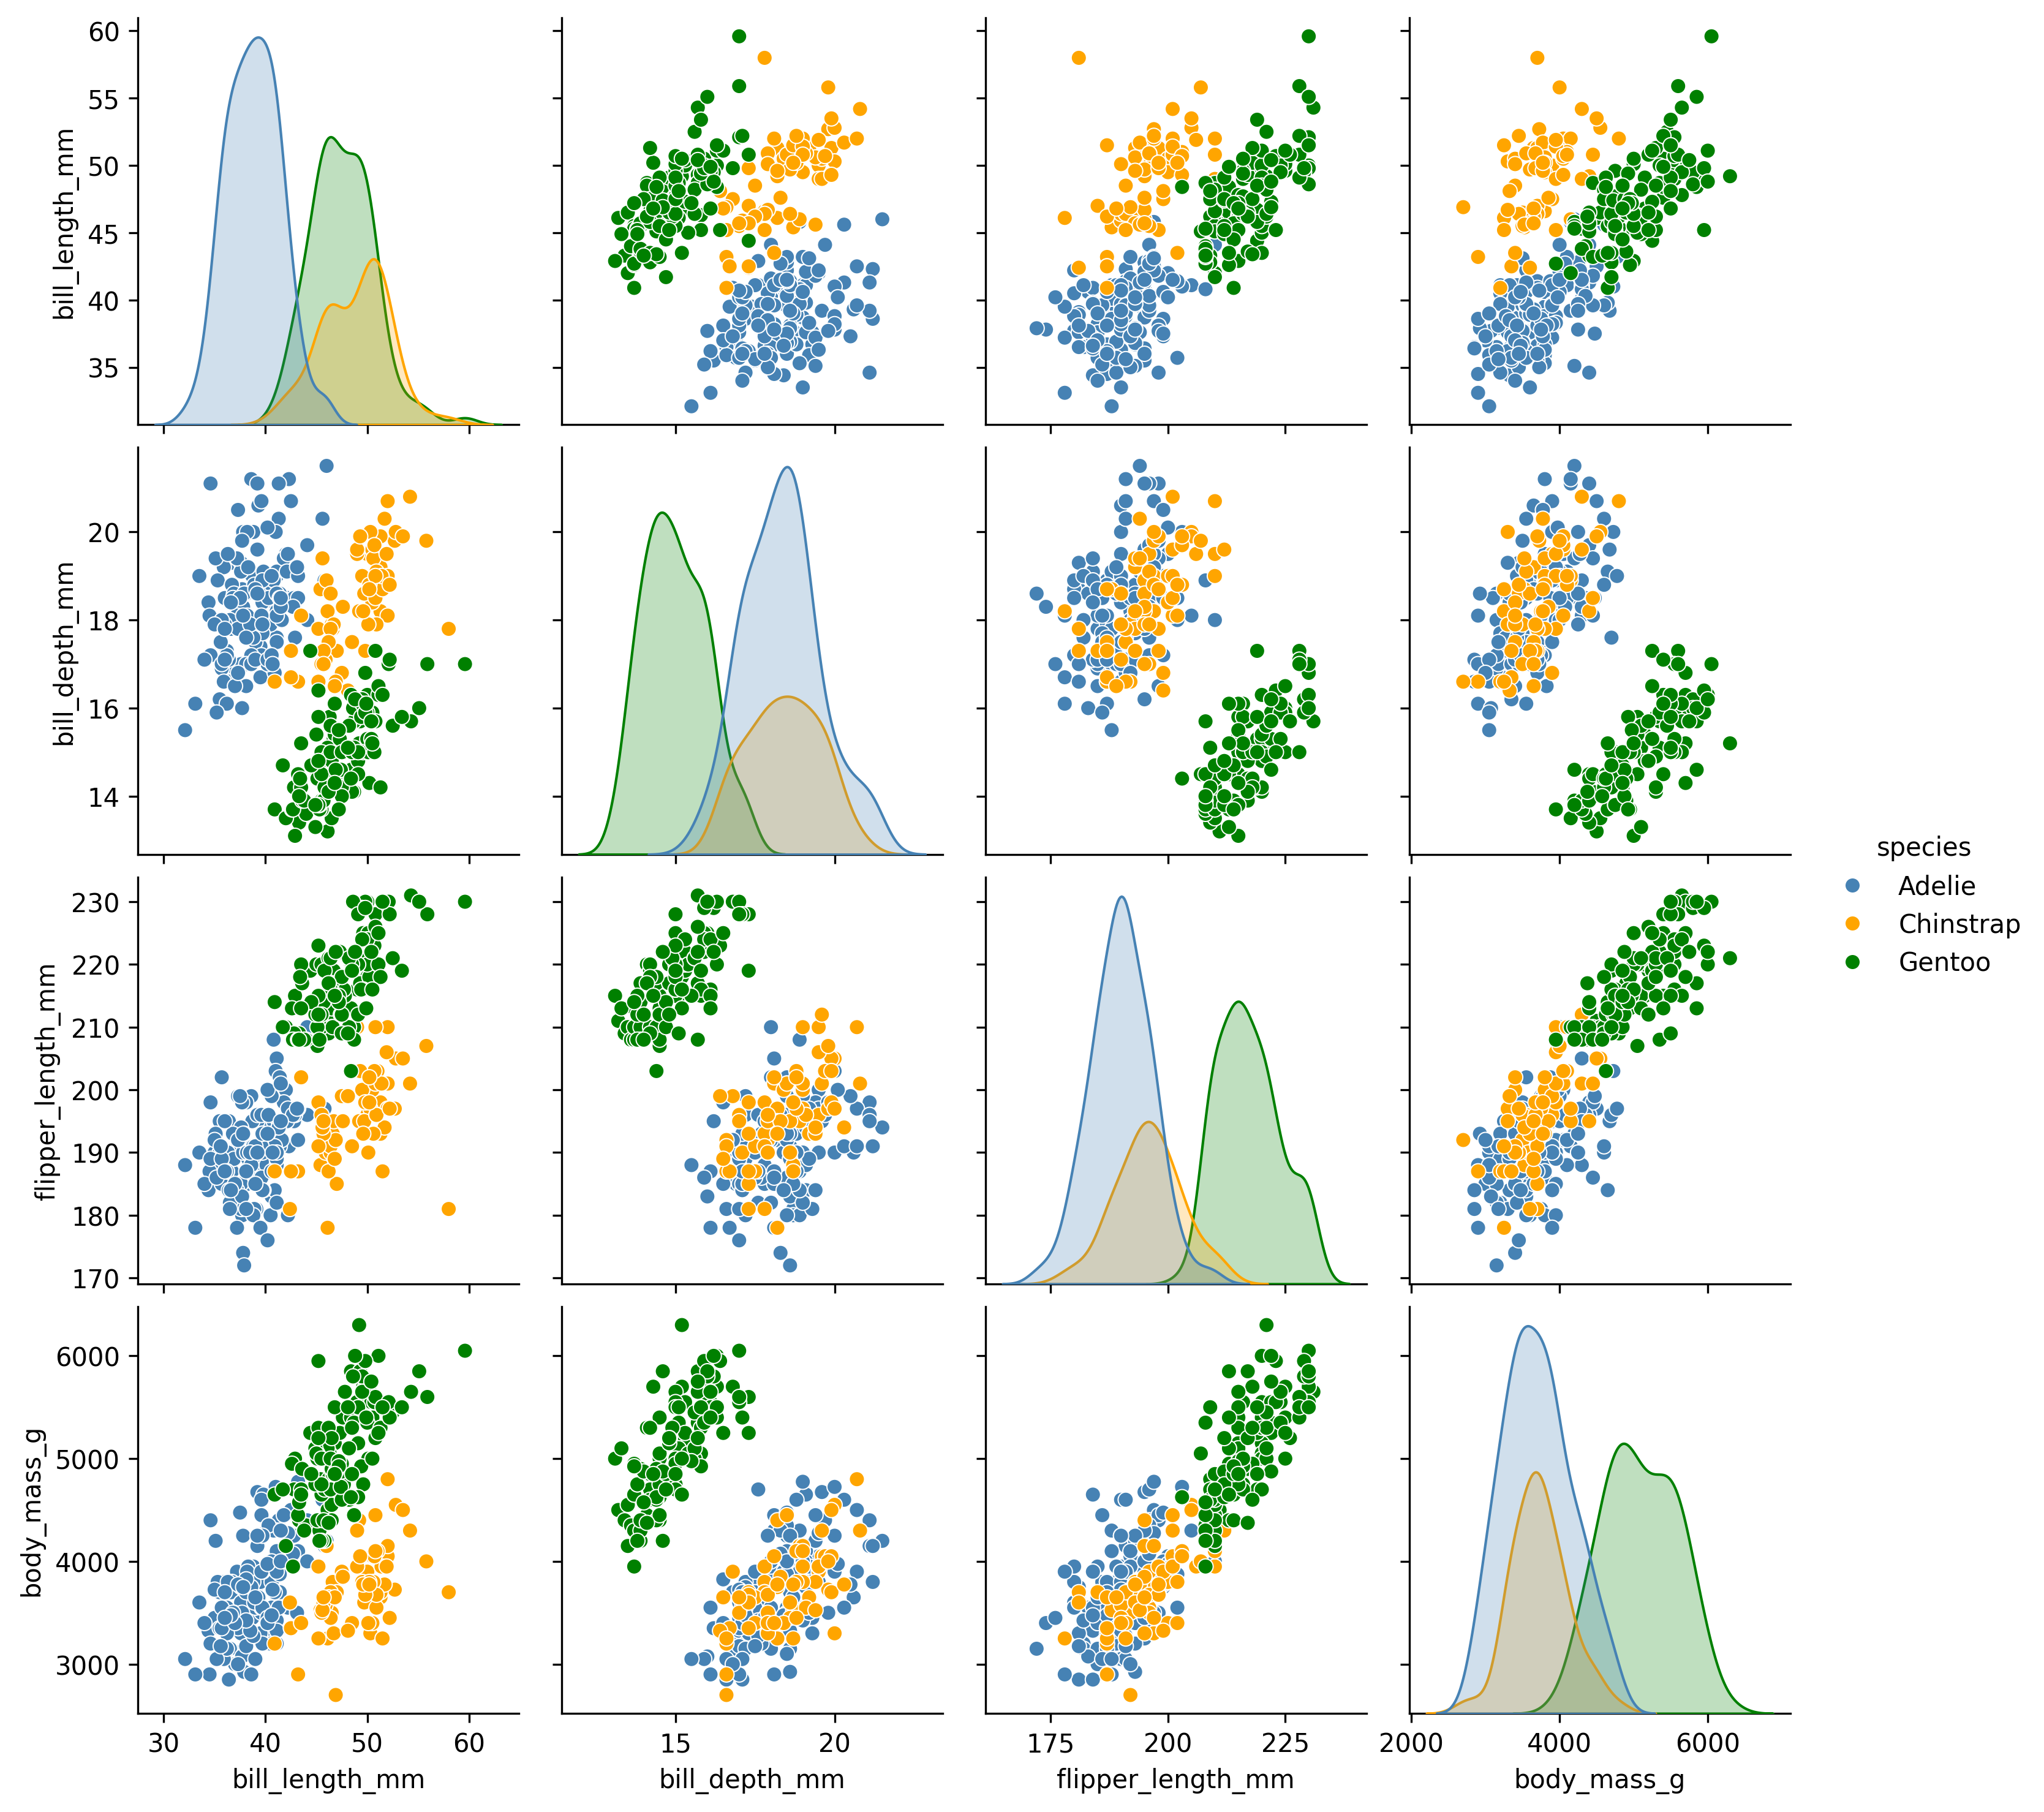 60
55
50
45
40
35
bill_length_mm
20
18
16
14
bill_depth_mm
230
220
210
200
190
180
170
flipper_length_mm
6000
5000
4000
3000
body_mass_g
30 40 50 60
bill_length_mm
15 20
bill_depth_mm
175 200 225
flipper_length_mm
2000 4000 6000
body_mass_g
species
Adelie
Chinstrap
Gentoo